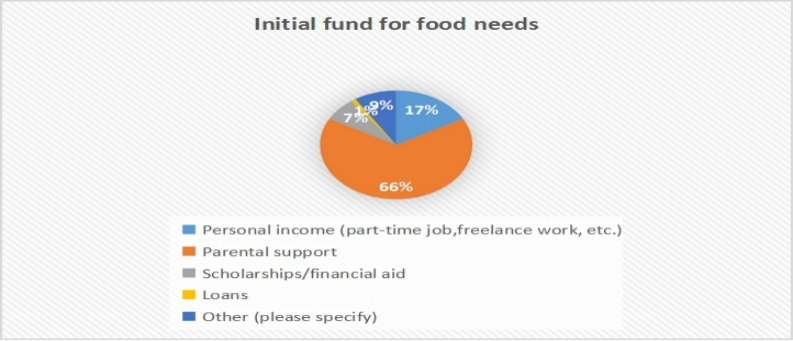 Initial fund for food needs
9%
17%
1%
7%
66%
Personal income (part-time job,freelance work, etc.)
Parental support
Scholarships/financial aid
Loans
Other (please specify)